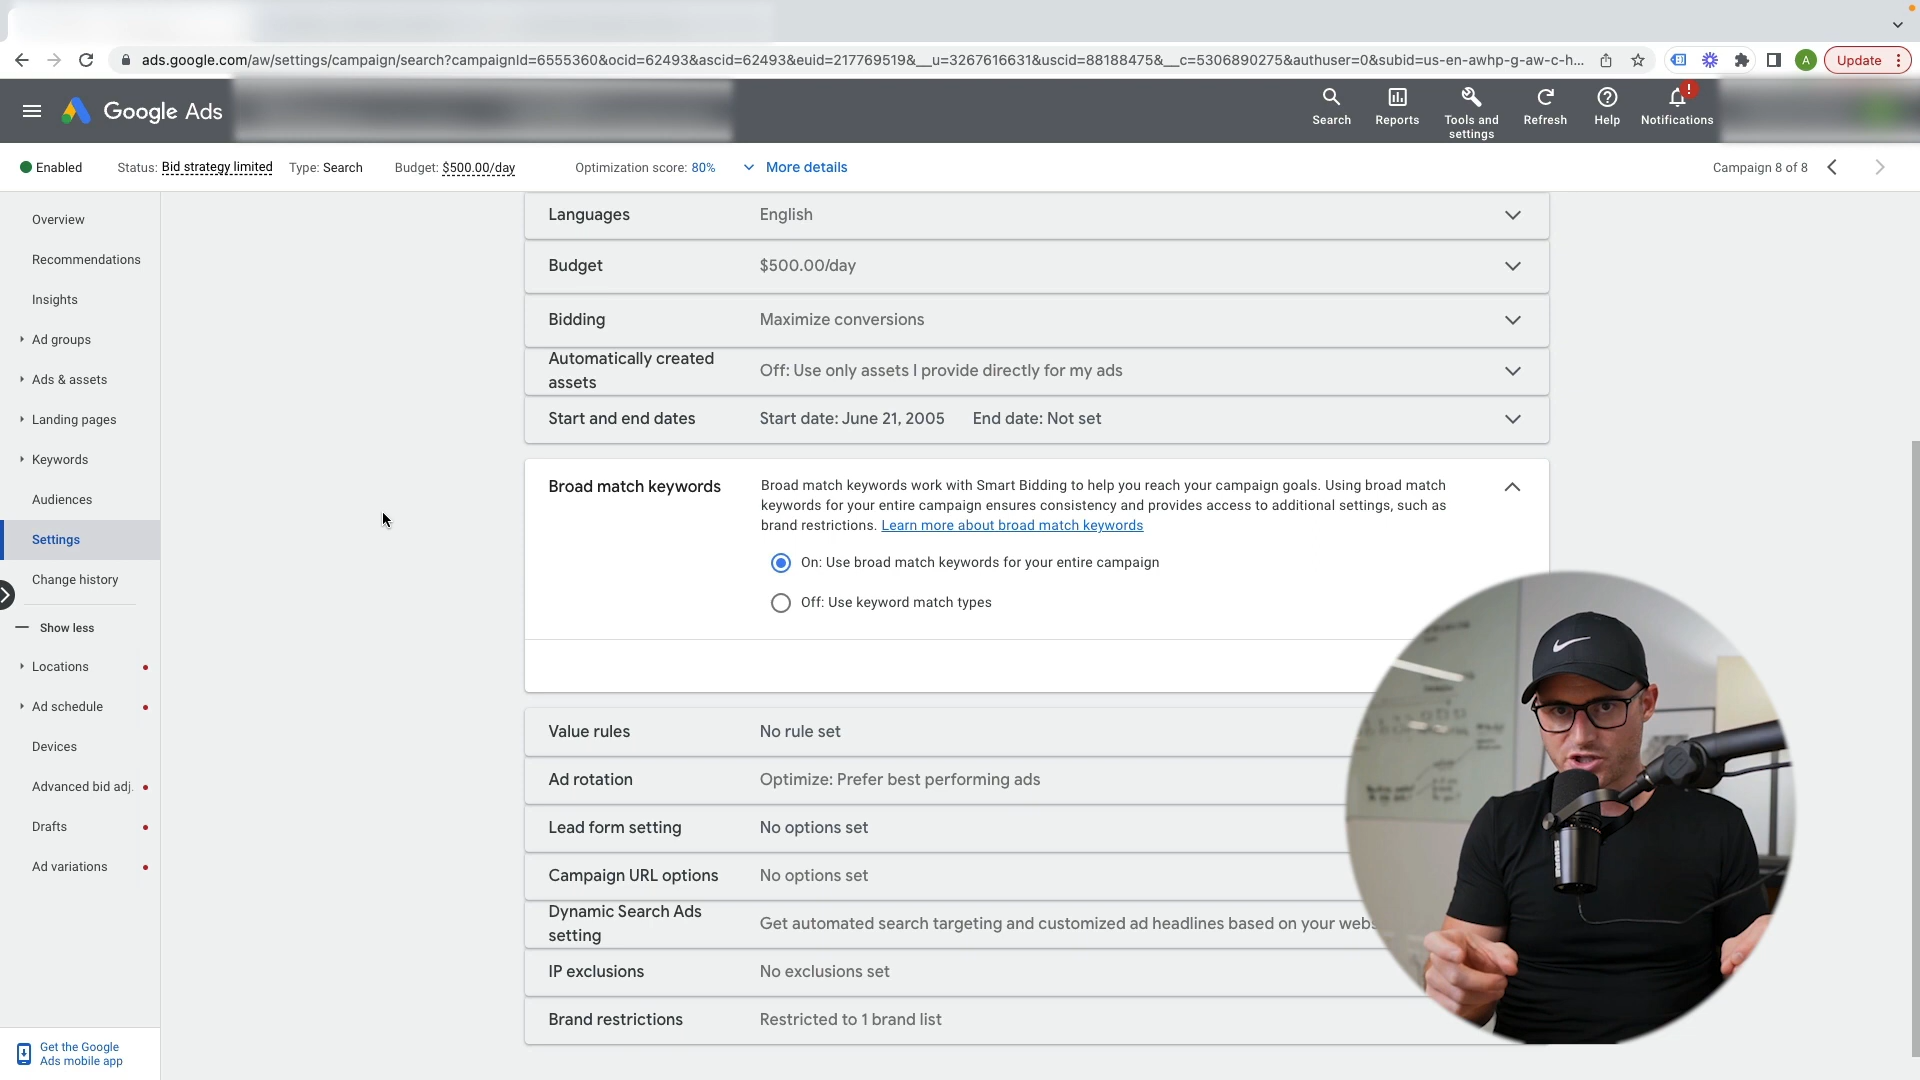 ads.google.com/aw/settings/campaign/search?campaignId=6555360&ocid=62493&ascid=62493&euid=217769519&__u=3267616631&uscid=88188475&__c=5306890275&authuser=0&subid=us-en-awhp-g-aw-c-h...
A
Update
Google Ads
Search
Reports
Tools and
settings
Refresh
Help
!
Notifications
Enabled
Status: Bid strategy limited
Type: Search
Budget: $500.00/day
Optimization score: 80%
More details
Campaign 8 of 8
Overview
Recommendations
Insights
Ad groups
Ads & assets
Landing pages
Keywords
Audiences
Settings
Change history
Show less
Locations
Ad schedule
Devices
Advanced bid adj.
Drafts
Ad variations
Get the Google
Ads mobile app
Languages English
Budget $500.00/day
Bidding Maximize conversions
Automatically created
assets
Off: Use only assets I provide directly for my ads
Start and end dates Start date: June 21, 2005 End date: Not set
Broad match keywords
Broad match keywords work with Smart Bidding to help you reach your campaign goals. Using broad match
keywords for your entire campaign ensures consistency and provides access to additional settings, such as
brand restrictions. Learn more about broad match keywords
On: Use broad match keywords for your entire campaign
Off: Use keyword match types
Value rules No rule set
Ad rotation Optimize: Prefer best performing ads
Lead form setting No options set
Campaign URL options No options set
Dynamic Search Ads
setting
Get automated search targeting and customized ad headlines based on your
IP exclusions No exclusions set
Brand restrictions Restricted to 1 brand list
SHURE